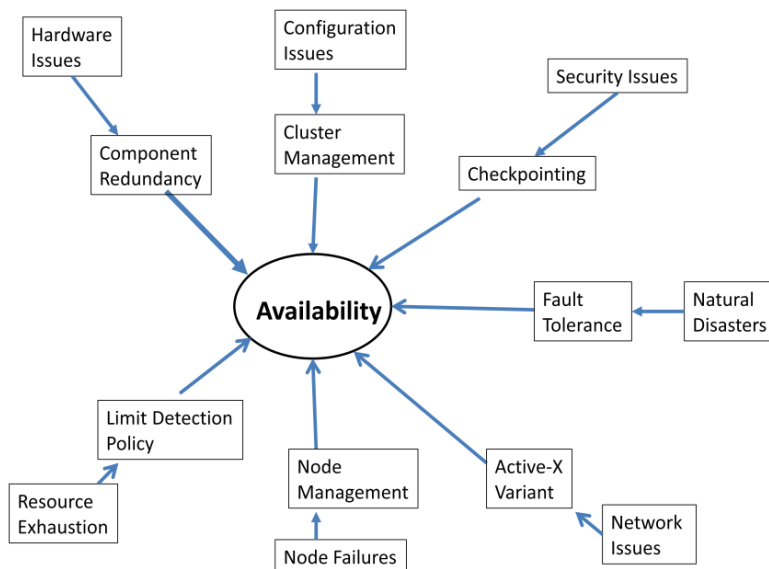 Hardware
Issues
Configuration
Issues
Security Issues
Component
Redundancy
Cluster
Management
Checkpointing
Availability
Fault
Tolerance
Natural
Disasters
Limit Detection
Policy
Node
Management
Active-X
Variant
Resource
Exhaustion
Network
Issues
Node Failures